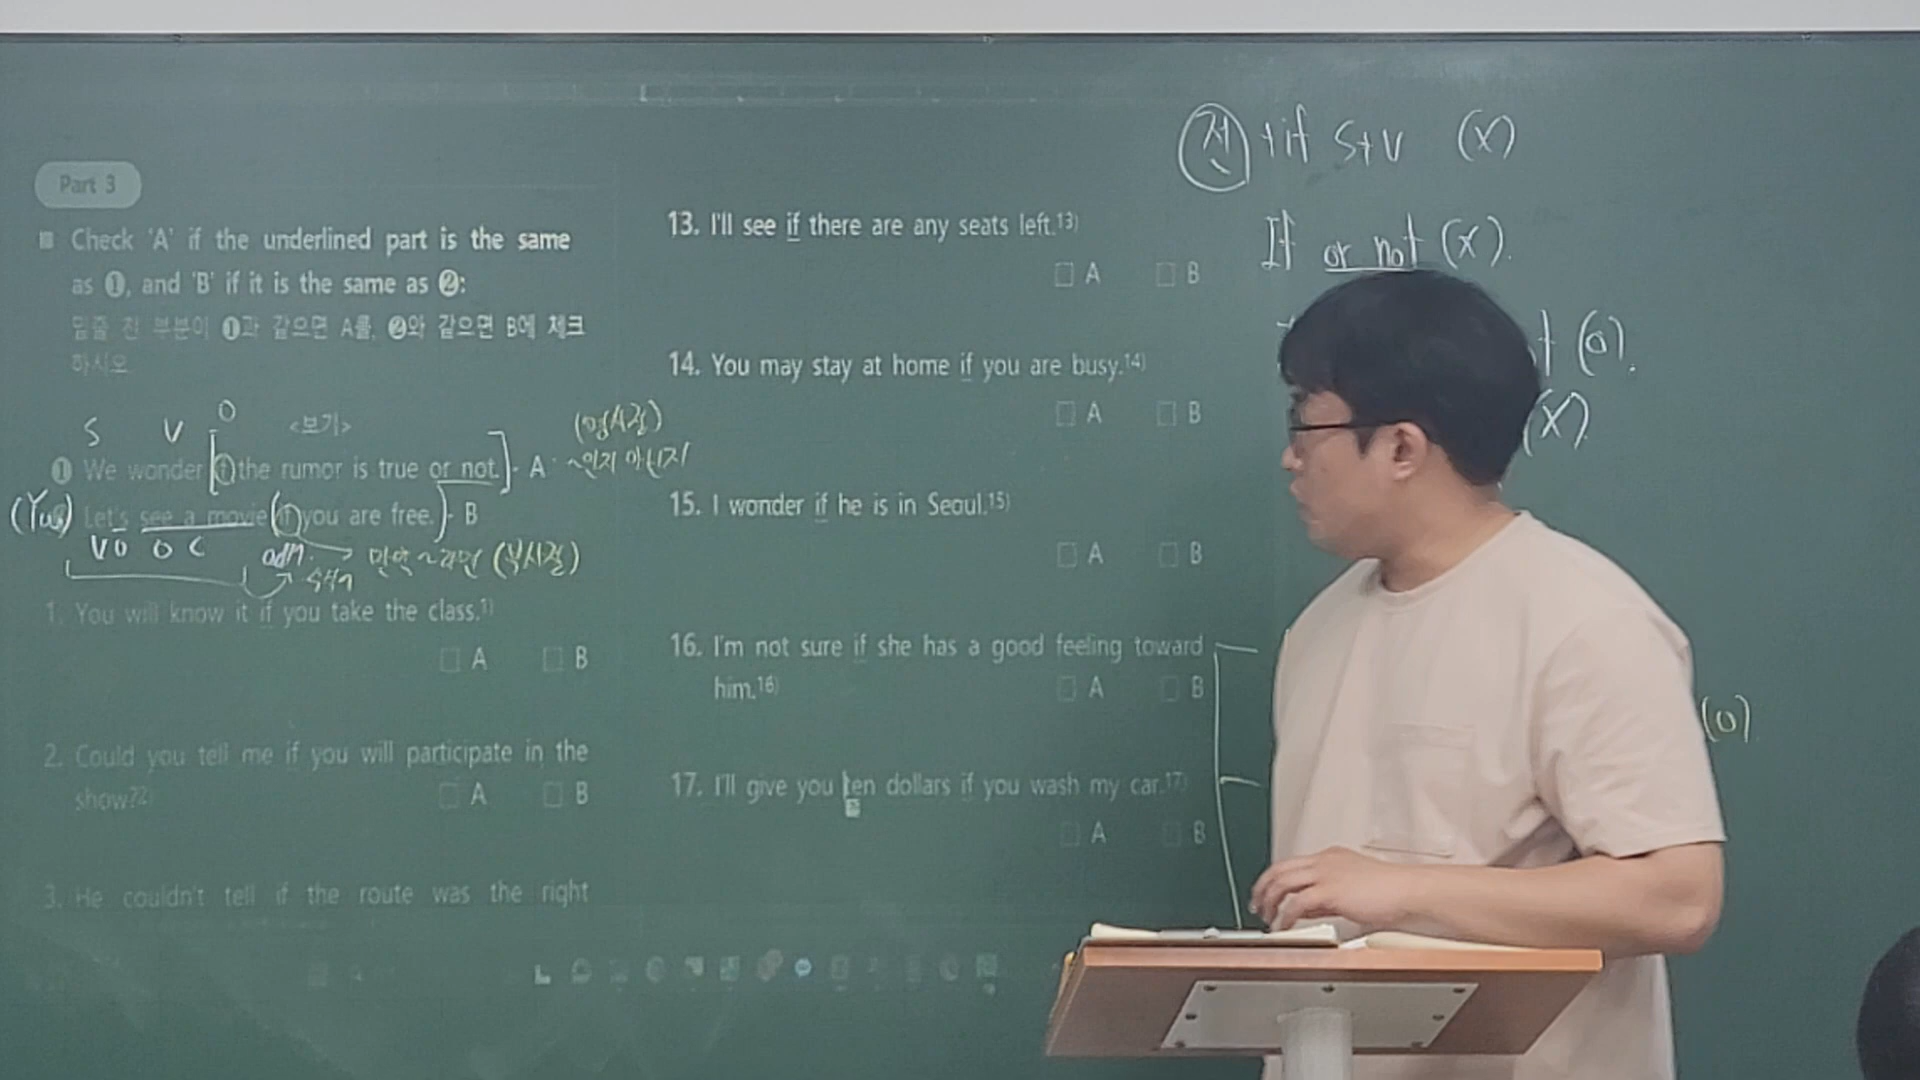 Part 3
■ Check 'A' if the underlined part is the same
as ❶, and 'B' if it is the same as ❷:
밑줄 친 부분이 ❶과 같으면 A를, ❷와 같으면 B에 체크
하시오
S V O <보기> (명사절)
❶ We wonder [if the rumor is true or not.] - A ~인지 아닌지
Let's see a movie (if you are free.) - B
V O O C 만약 ~라면 (부사절)
1. You will know it if you take the class.1)
□ A □ B
2. Could you tell me if you will participate in the
show?2)
□ A □ B
3. He couldn't tell if the route was the right
13. I'll see if there are any seats left.13)
□ A □ B
14. You may stay at home if you are busy.14)
□ A □ B
15. I wonder if he is in Seoul.15)
□ A □ B
16. I'm not sure if she has a good feeling toward
him.16)
□ A □ B
17. I'll give you ten dollars if you wash my car.17)
□ A □ B
전 + if S+V (X)
If or not (X).
(O).
(X)
(O)